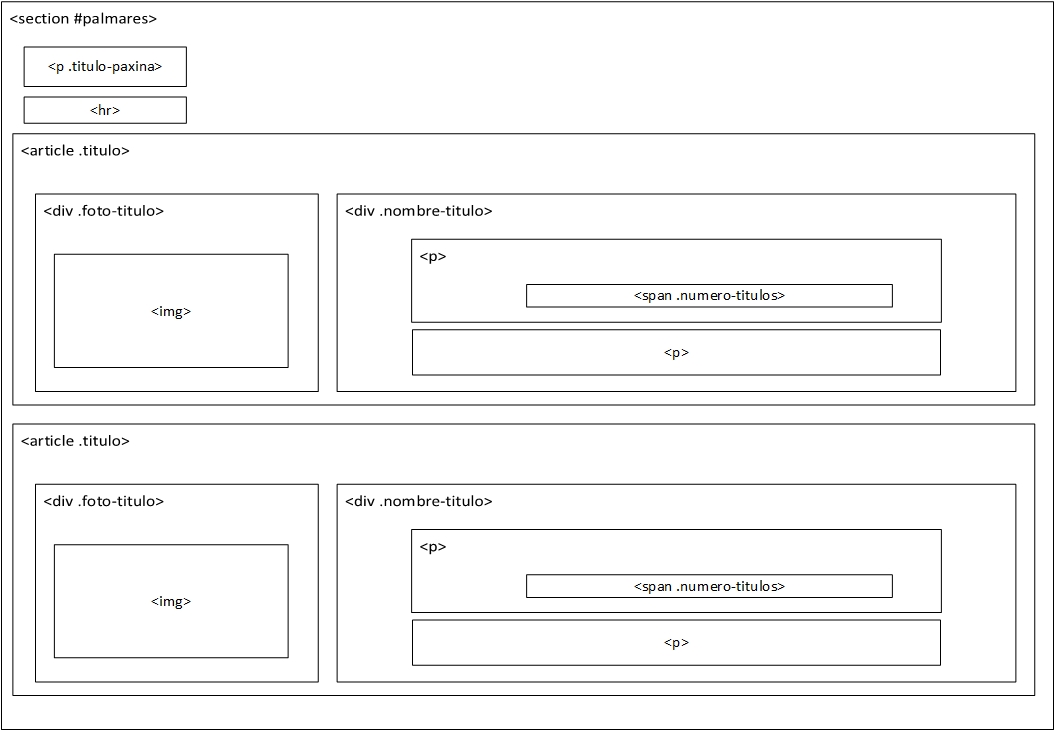 <section #palmares>
<p .titulo-paxina>
<hr>
<article .titulo>
<div .foto-titulo>
<img>
<div .nombre-titulo>
<p>
<span .numero-titulos>
<p>
<article .titulo>
<div .foto-titulo>
<img>
<div .nombre-titulo>
<p>
<span .numero-titulos>
<p>